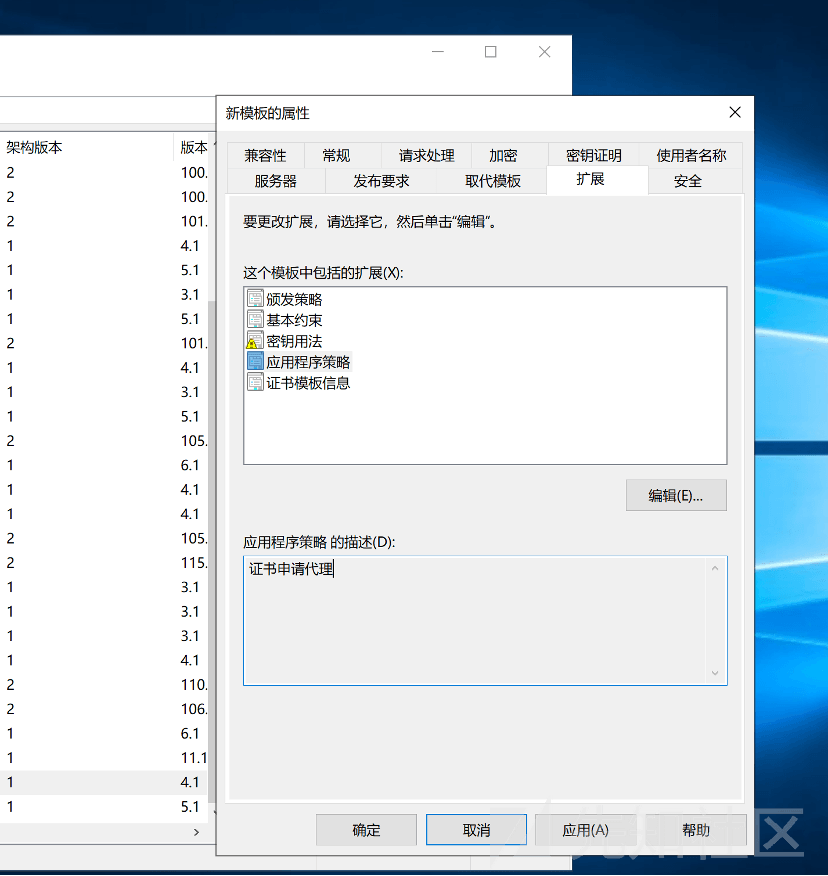 新模板的属性
架构版本 版本
兼容性 常规 请求处理 加密 密钥证明 使用者名称
服务器 发布要求 取代模板 扩展 安全
要更改扩展，请选择它，然后单击“编辑”。
这个模板中包括的扩展(X):
颁发策略
基本约束
密钥用法
应用程序策略
证书模板信息
编辑(E)...
应用程序策略 的描述(D):
证书申请代理
确定 取消 应用(A) 帮助
2 100.
2 100.
2 101.
1 4.1
1 5.1
1 3.1
1 5.1
2 101.
1 4.1
1 3.1
1 5.1
2 105.
1 6.1
1 4.1
1 4.1
2 105.
2 115.
1 3.1
1 3.1
1 3.1
1 4.1
2 110.
2 106.
1 6.1
1 11.1
1 4.1
1 5.1